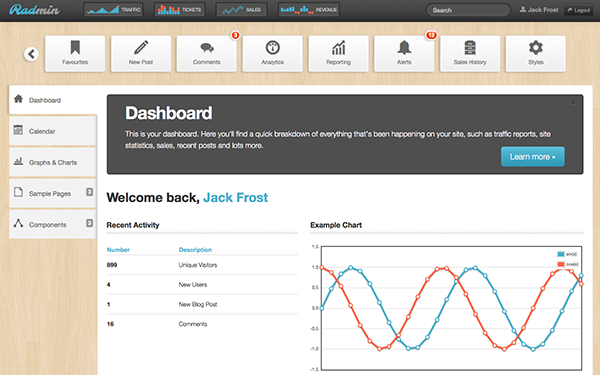 Radmin
TRAFFIC
TICKETS
SALES
REVENUE
Search
Jack Frost
Logout
Favourites
New Post
3
Comments
Analytics
Reporting
12
Alerts
Sales History
Styles
Dashboard
Calendar
Graphs & Charts
Sample Pages 3
Components 3
Dashboard
x
This is your dashboard. Here you'll find a quick breakdown of everything that's been happening on your site, such as traffic reports, site
statistics, sales, recent posts and lots more.
Learn more »
Welcome back, Jack Frost
Recent Activity
Number Description
899 Unique Visitors
4 New Users
1 New Blog Post
16 Comments
Example Chart
1.5
1.0
0.5
0.0
-0.5
-1.0
-1.5
sin(x)
cos(x)